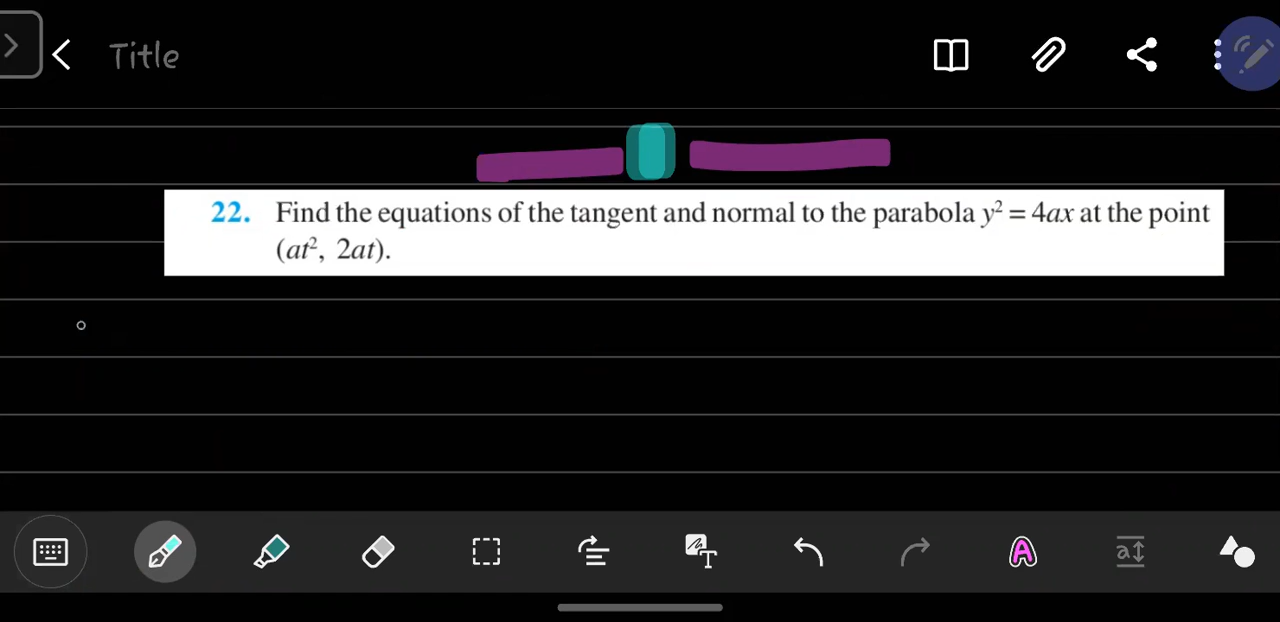 Title
22. Find the equations of the tangent and normal to the parabola y² = 4ax at the point
(at², 2at).
T
A
a